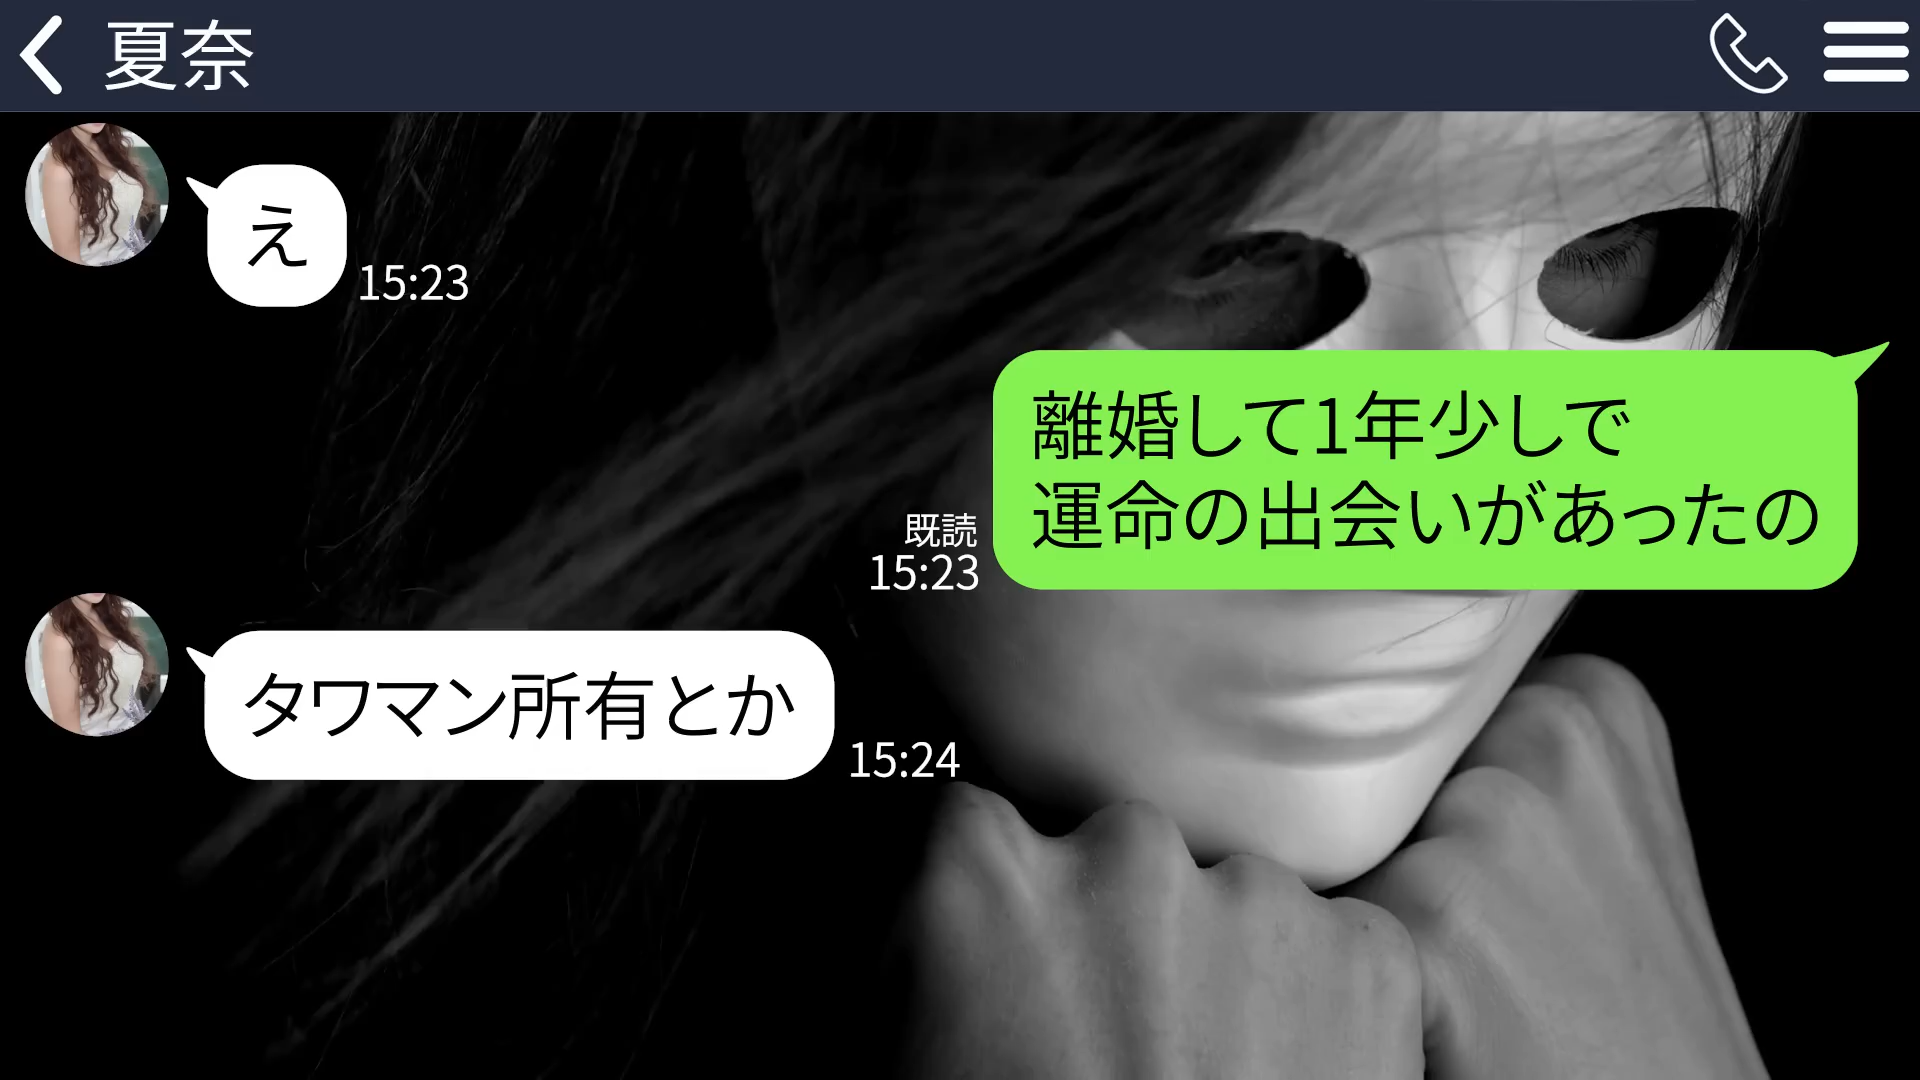 夏奈
え
15:23
離婚して1年少しで
運命の出会いがあったの
既読
15:23
タワマン所有とか
15:24